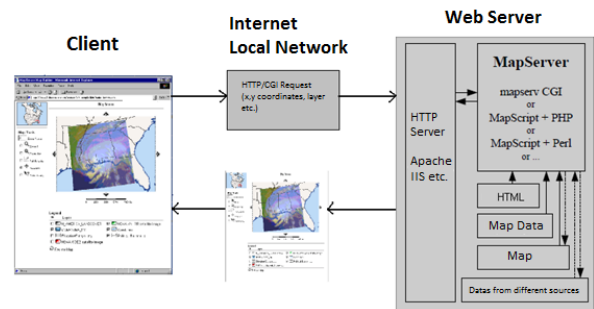 Client
Internet
Local Network
Web Server
HTTP/CGI Request
(x,y coordinates, layer
etc.)
HTTP
Server
Apache
IIS etc.
MapServer
mapserv CGI
or
MapScript + PHP
or
MapScript + Perl
or ...
HTML
Map Data
Map
Datas from different sources
Legend